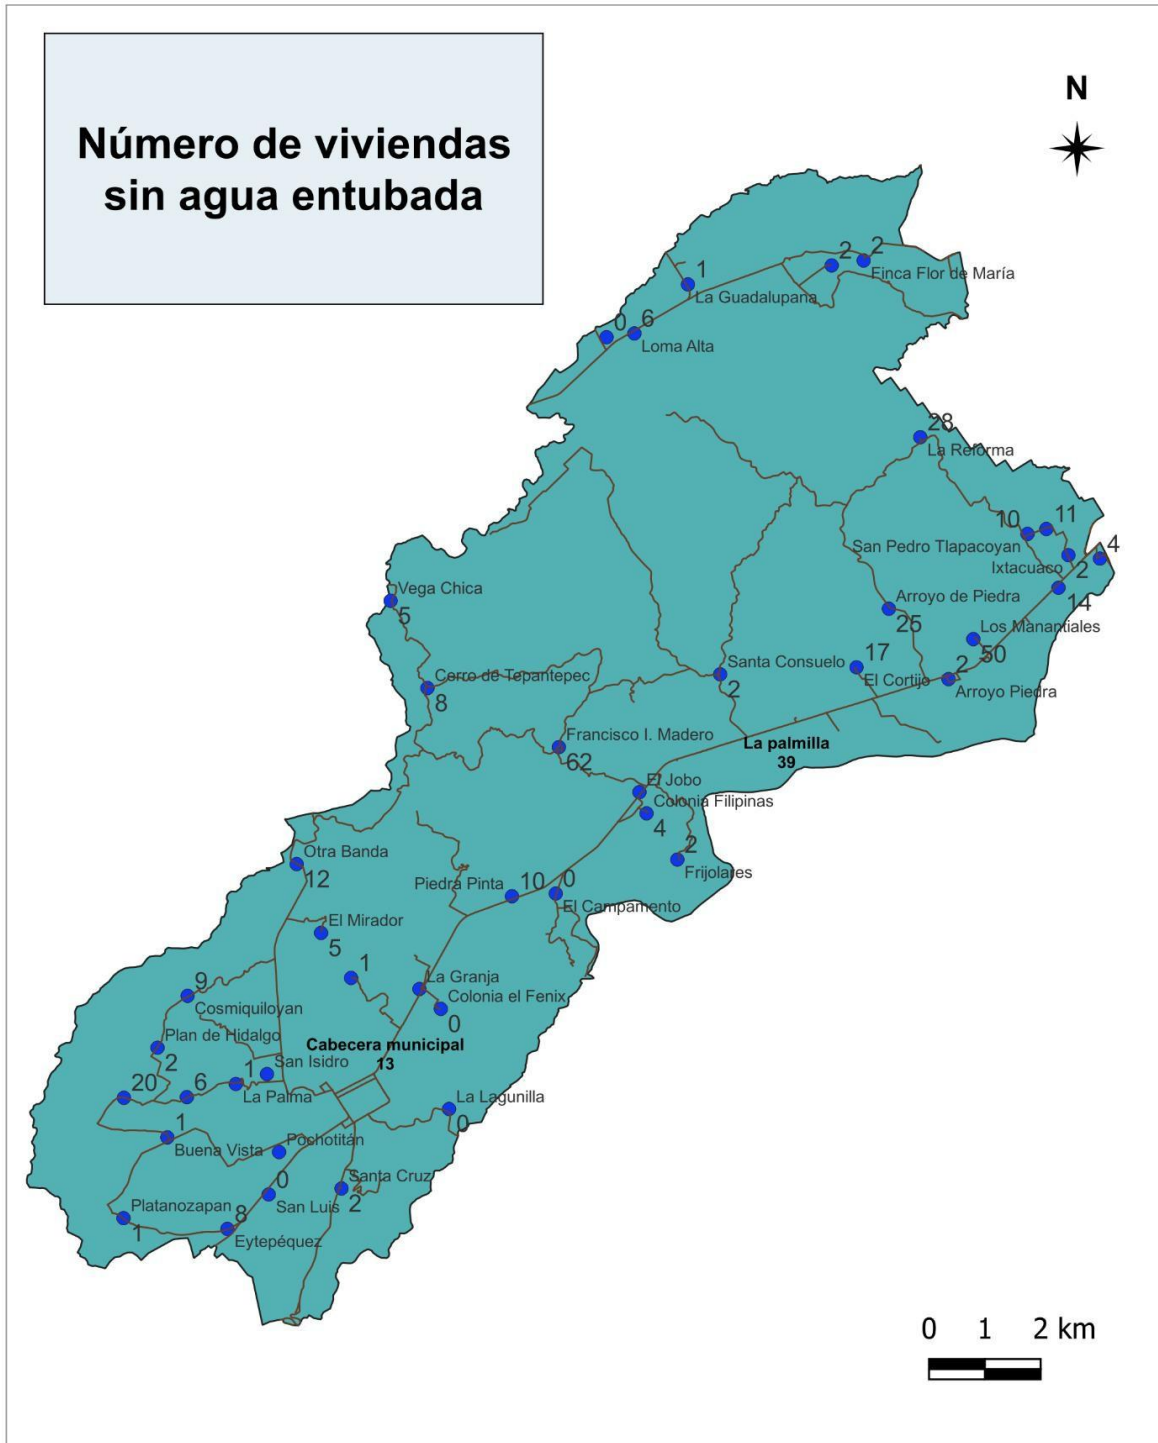 Número de viviendas
sin agua entubada
N
2
2
Finca Flor de María
1
La Guadalupana
0
6
Loma Alta
28
La Reforma
10
11
San Pedro Tlapacoyan
4
Ixtacuaco
2
14
Vega Chica
5
Arroyo de Piedra
25
Los Manantiales
50
Santa Consuelo
2
17
El Cortijo
2
Arroyo Piedra
Cerro de Tepantepec
8
Francisco I. Madero
62
La palmilla
39
El Jobo
Colonia Filipinas
4
2
Frijolares
Otra Banda
12
Piedra Pinta
10
0
El Campamento
El Mirador
5
1
La Granja
Colonia el Fenix
0
9
Cosmiquiloyan
Plan de Hidalgo
2
Cabecera municipal
13
San Isidro
1
La Palma
20
6
La Lagunilla
0
1
Buena Vista
Pochotitán
0
San Luis
Santa Cruz
2
Platanozapan
1
8
Eytepéquez
0 1 2 km